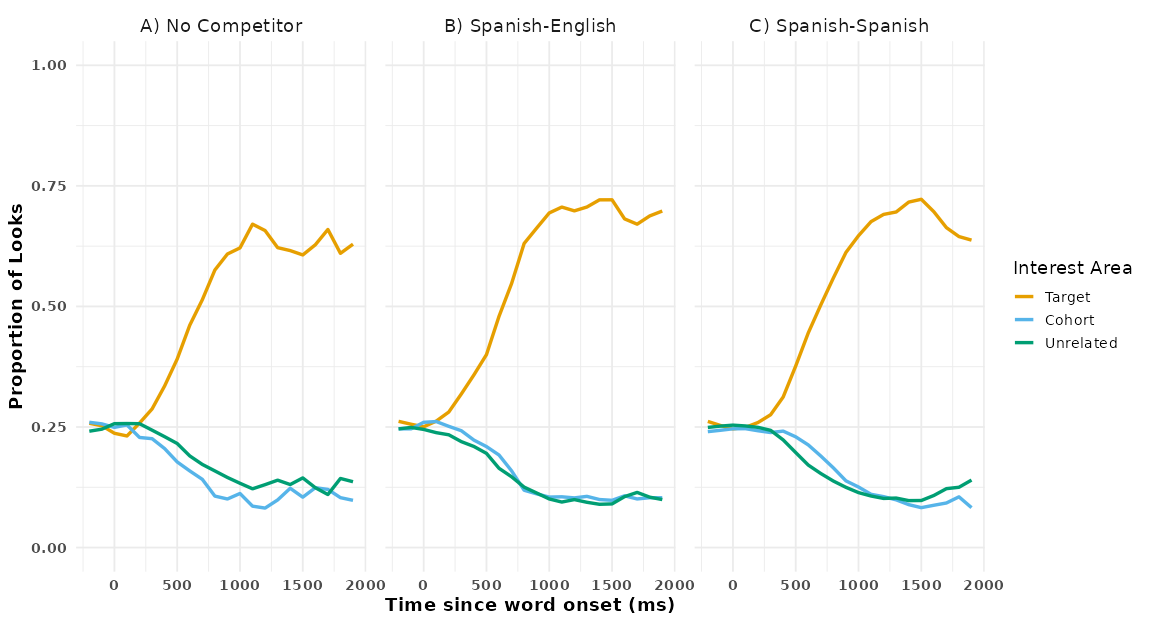 A) No Competitor
B) Spanish-English
C) Spanish-Spanish
Proportion of Looks
1.00
0.75
0.50
0.25
0.00
0 500 1000 1500 2000
0 500 1000 1500 2000
0 500 1000 1500 2000
Time since word onset (ms)
Interest Area
Target
Cohort
Unrelated